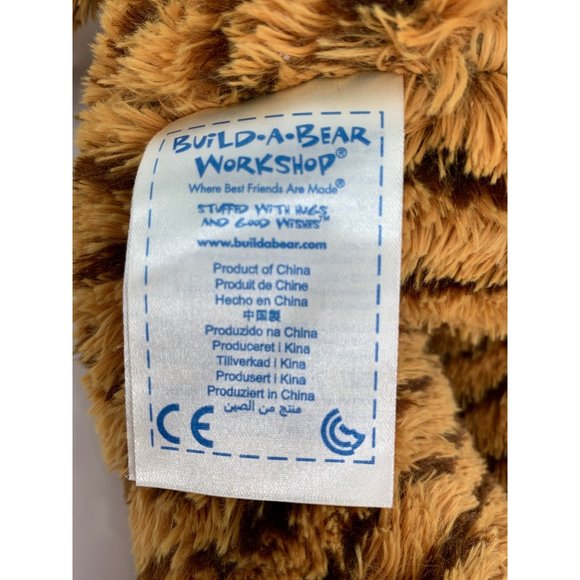 BUILD•A•BEAR
WORKSHOP®
Where Best Friends Are Made®
STUFFED WITH HUGS
AND GOOD WISHES™
www.buildabear.com
Product of China
Produit de Chine
Hecho en China
中国製
Produzido na China
Produceret i Kina
Tillverkad i Kina
Produsert i Kina
Produziert in China
منتج من الصين
CE